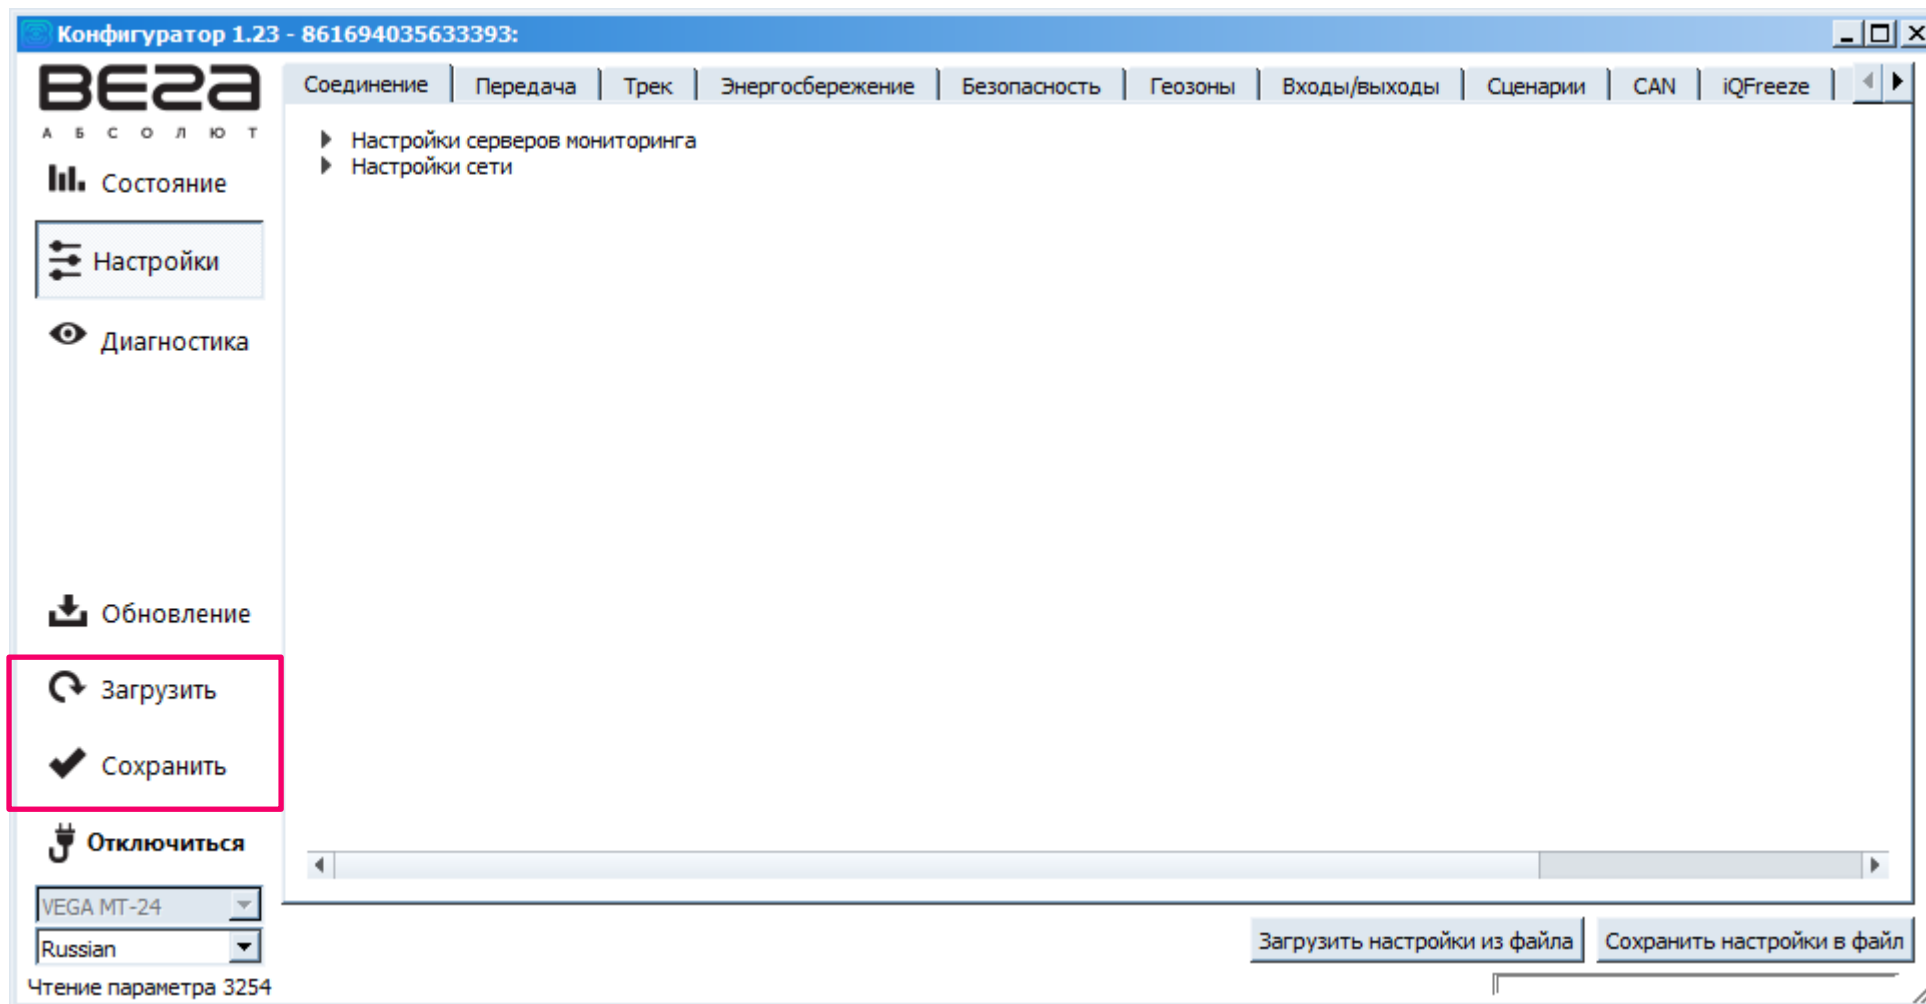 Конфигуратор 1.23 - 861694035633393:
ВЕГА
АБСОЛЮТ
Соединение Передача Трек Энергосбережение Безопасность Геозоны Входы/выходы Сценарии CAN iQFreeze
Настройки серверов мониторинга
Настройки сети
Состояние
Настройки
Диагностика
Обновление
Загрузить
Сохранить
Отключиться
VEGA MT-24
Russian
Загрузить настройки из файла Сохранить настройки в файл
Чтение параметра 3254